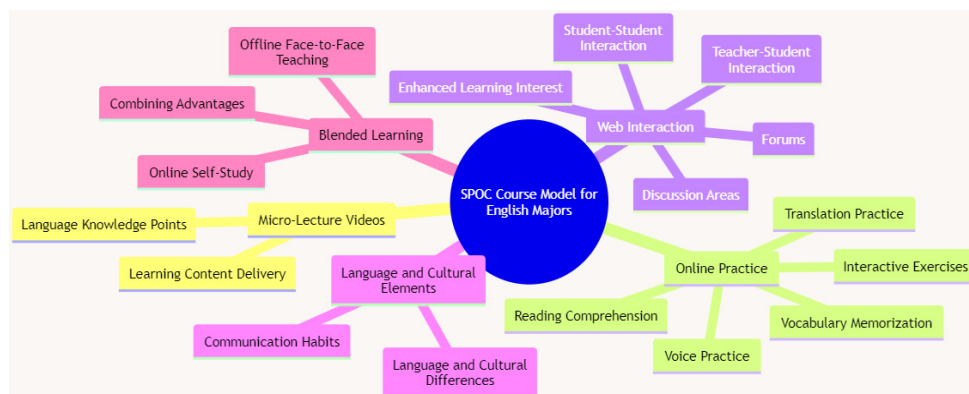 Student-Student
Interaction
Offline Face-to-Face
Teaching
Teacher-Student
Interaction
Enhanced Learning Interest
Combining Advantages
Web Interaction
Blended Learning
Forums
Online Self-Study
SPOC Course Model for
English Majors
Discussion Areas
Micro-Lecture Videos
Language Knowledge Points
Translation Practice
Learning Content Delivery
Language and Cultural
Elements
Online Practice
Interactive Exercises
Reading Comprehension
Vocabulary Memorization
Communication Habits
Voice Practice
Language and Cultural
Differences